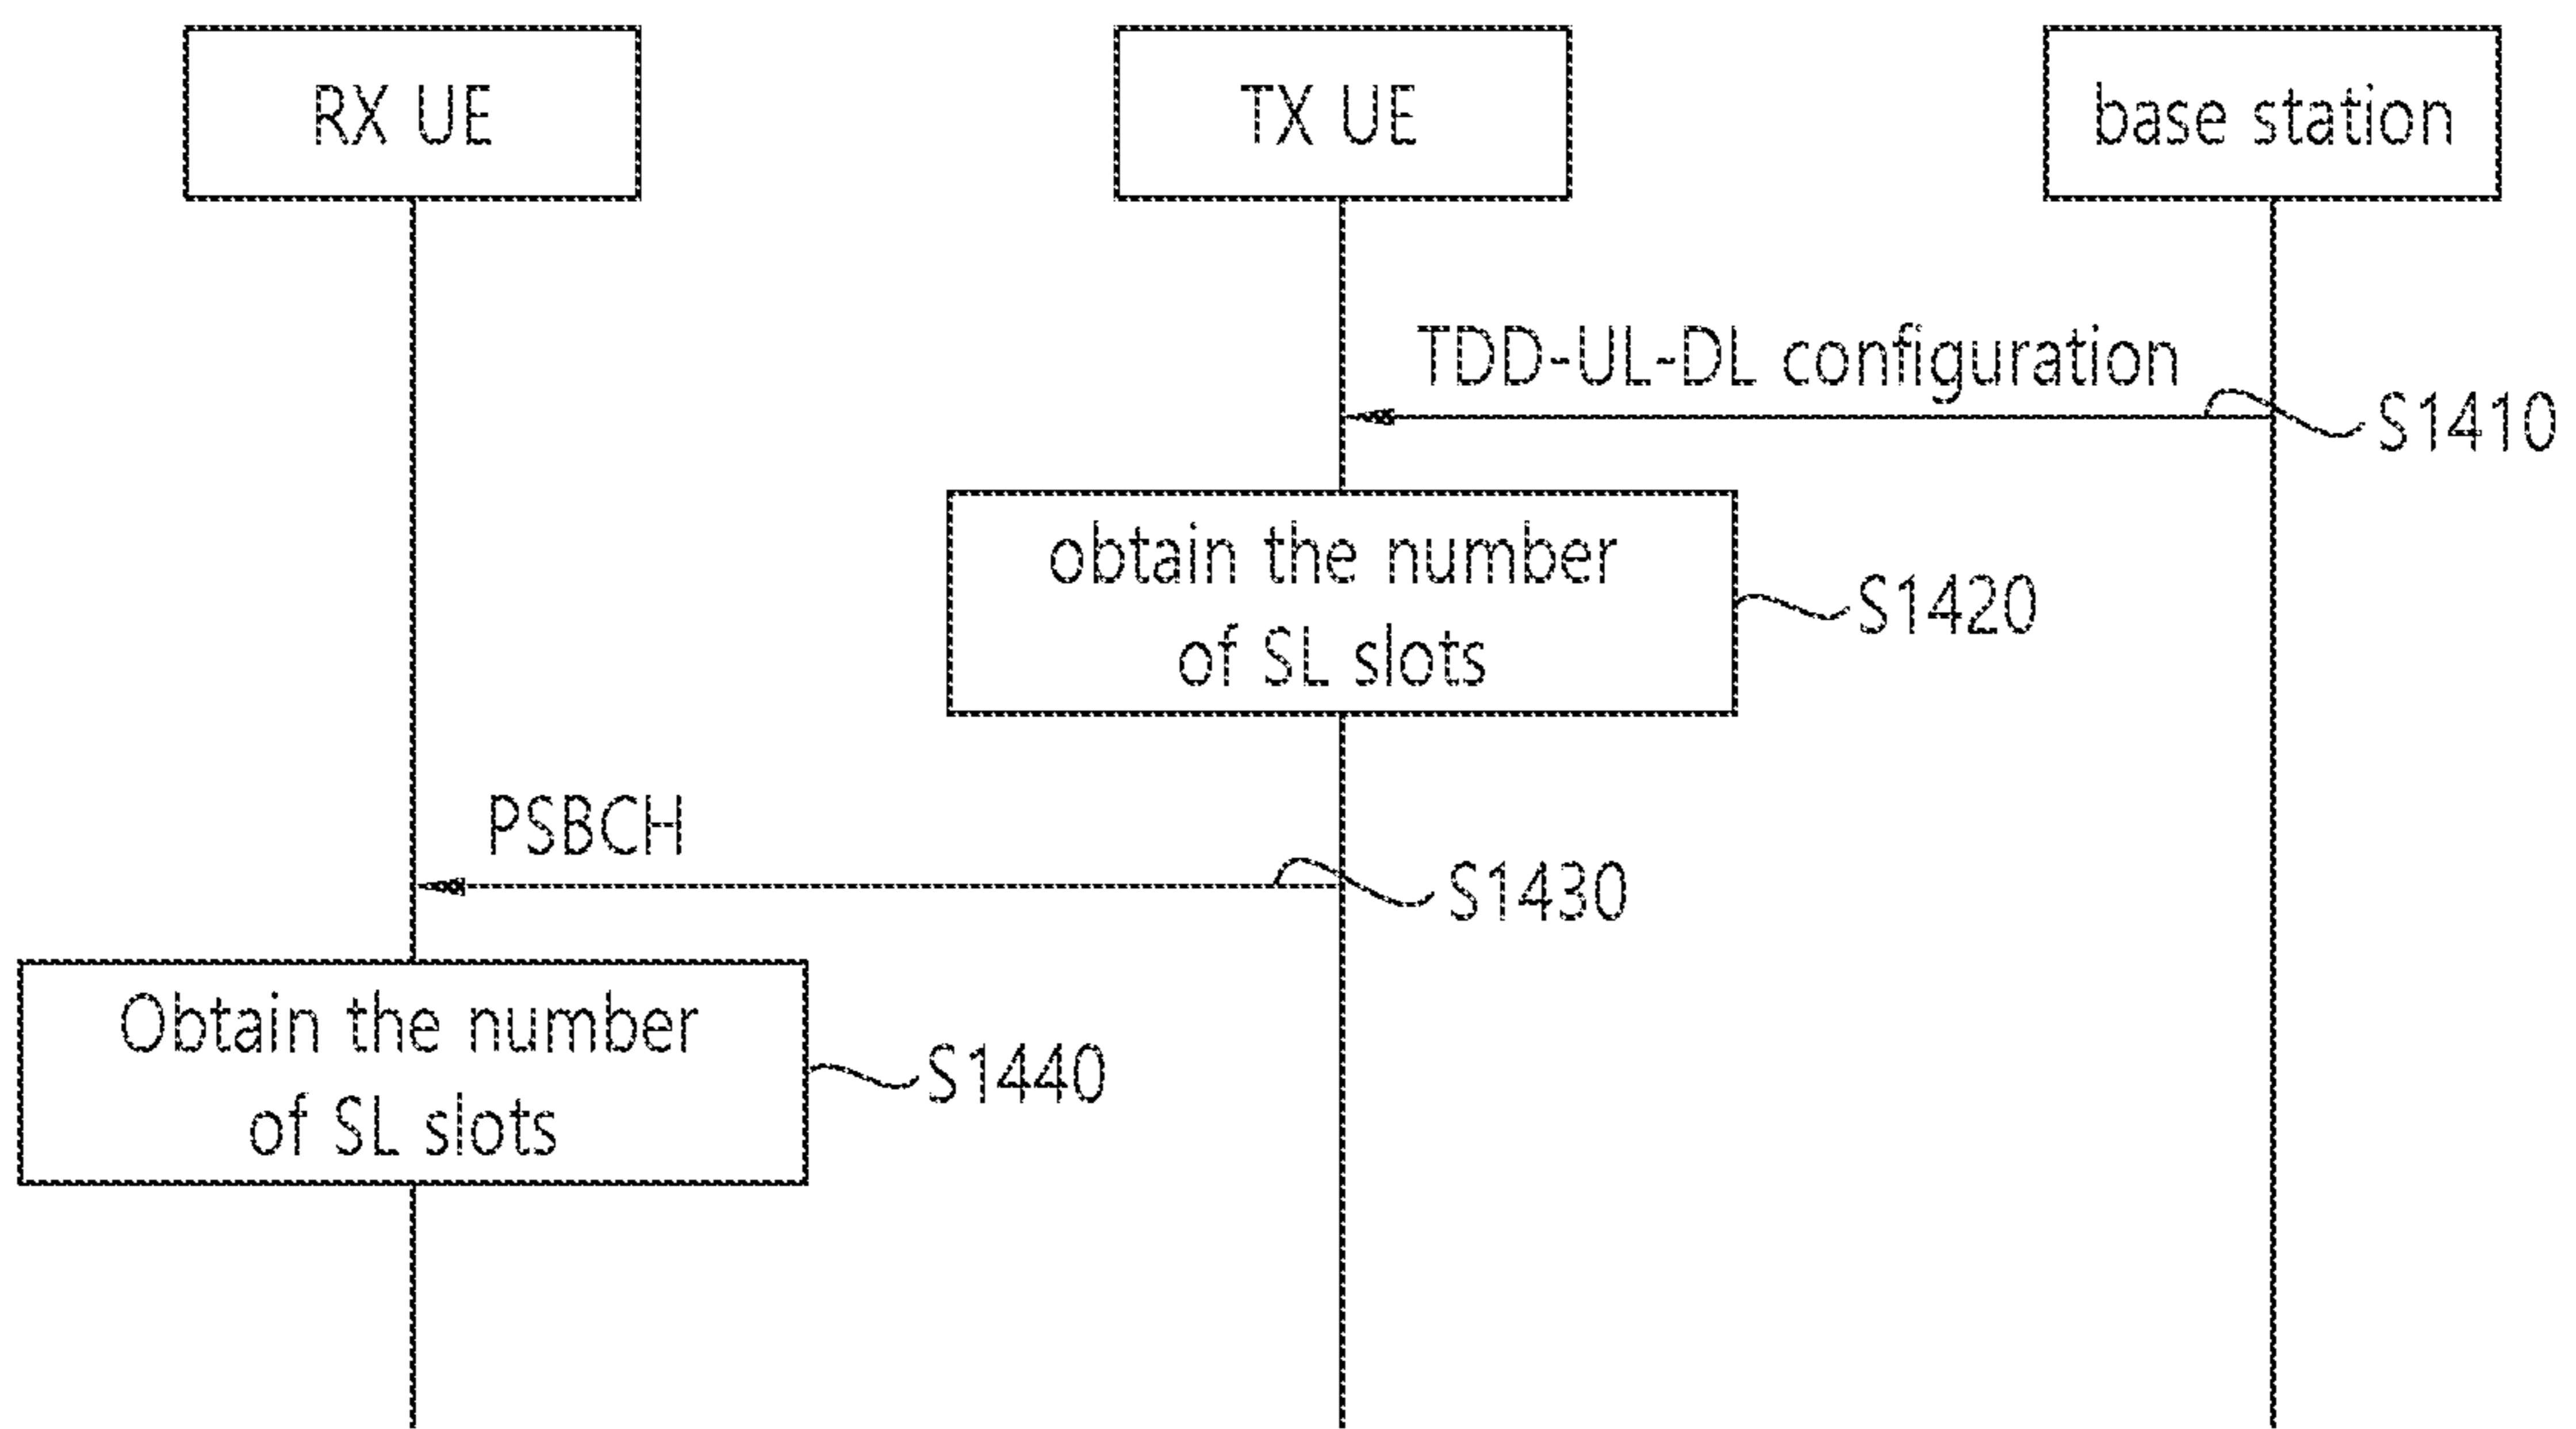 RX UE
TX UE
base station
TDD-UL-DL configuration
S1410
obtain the number
of SL slots
S1420
PSBCH
S1430
Obtain the number
of SL slots
S1440